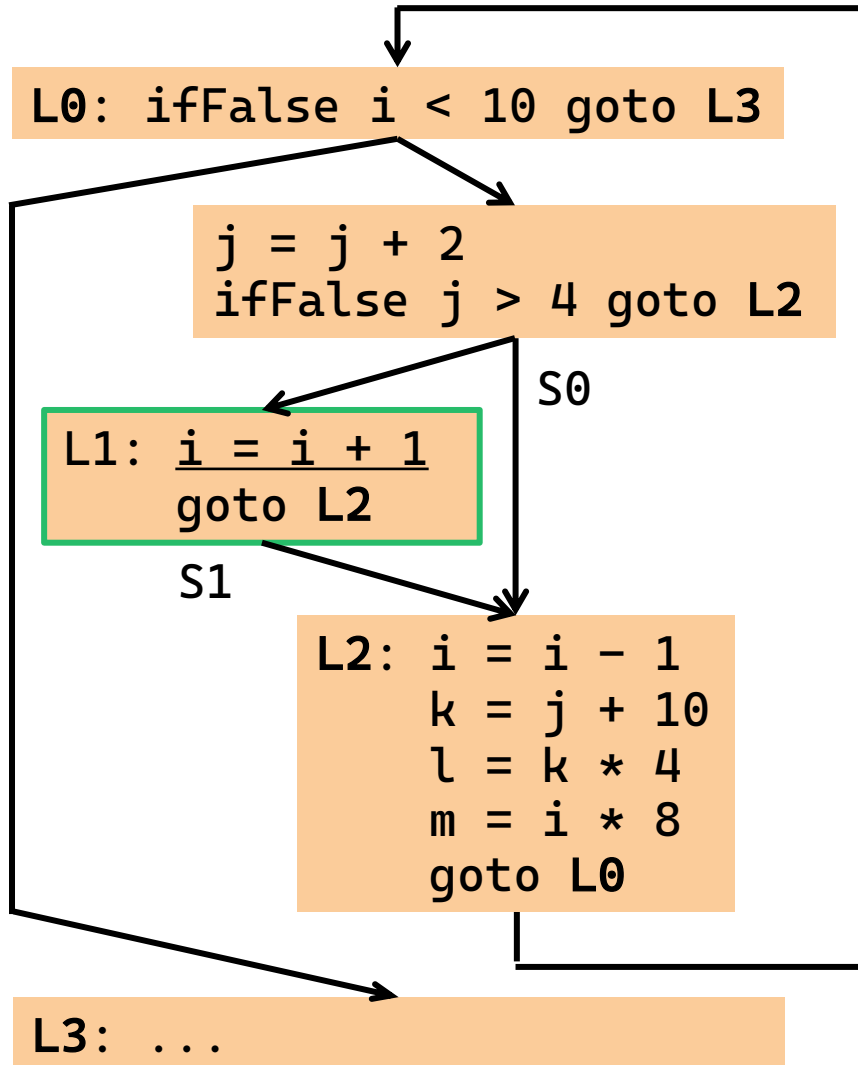 L0: ifFalse i < 10 goto L3
j = j + 2
ifFalse j > 4 goto L2
S0
L1: i = i + 1
goto L2
S1
L2: i = i − 1
k = j + 10
l = k * 4
m = i * 8
goto L0
L3: ...